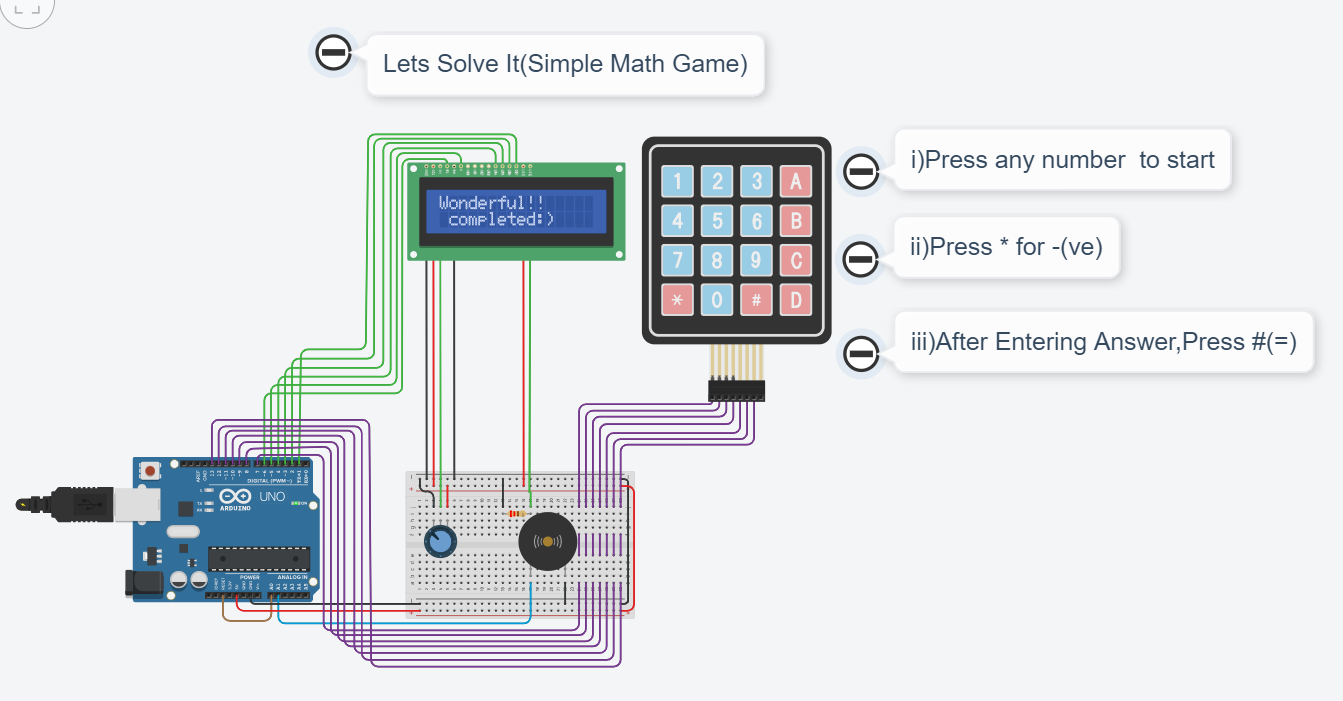 Lets Solve It(Simple Math Game)
i)Press any number  to start
Wonderful!!
completed:)
1 2 3 A
4 5 6 B
7 8 9 C
* 0 # D
ii)Press * for -(ve)
iii)After Entering Answer,Press #(=)
DIGITAL (PWM~)
UNO
ARDUINO
POWER
ANALOG IN